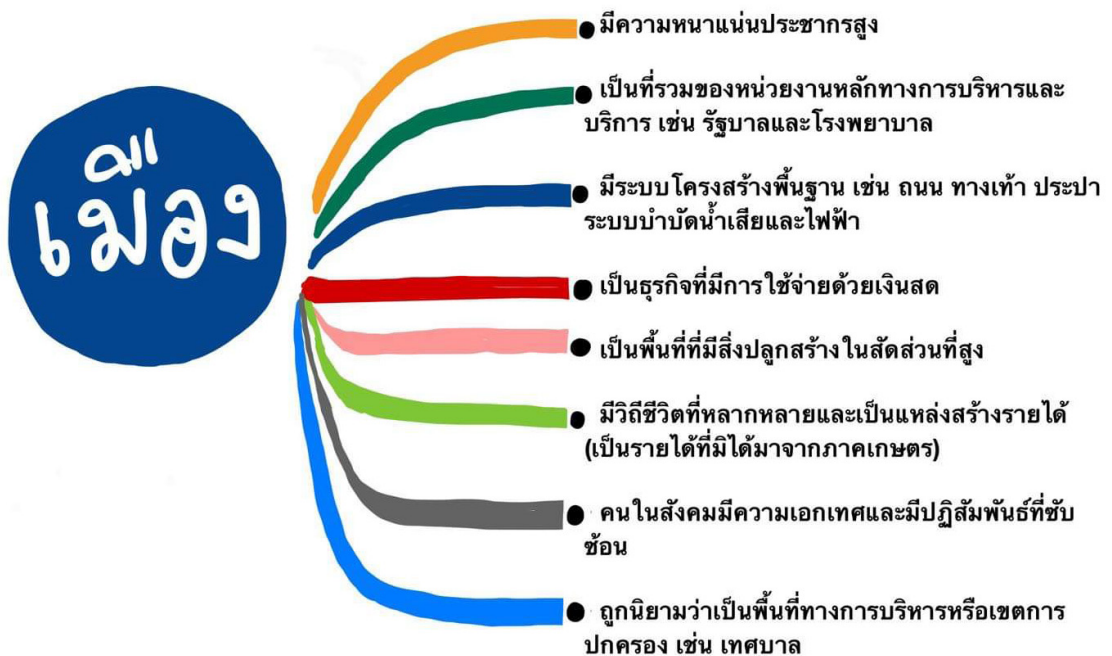 เมือง
● มีความหนาแน่นประชากรสูง
● เป็นที่รวมของหน่วยงานหลักทางการบริหารและ
บริการ เช่น รัฐบาลและโรงพยาบาล
● มีระบบโครงสร้างพื้นฐาน เช่น ถนน ทางเท้า ประปา
ระบบบำบัดน้ำเสียและไฟฟ้า
● เป็นธุรกิจที่มีการใช้จ่ายด้วยเงินสด
● เป็นพื้นที่ที่มีสิ่งปลูกสร้างในสัดส่วนที่สูง
● มีวิถีชีวิตที่หลากหลายและเป็นแหล่งสร้างรายได้
(เป็นรายได้ที่มิได้มาจากภาคเกษตร)
● คนในสังคมมีความเอกเทศและมีปฏิสัมพันธ์ที่ซับ
ซ้อน
● ถูกนิยามว่าเป็นพื้นที่ทางการบริหารหรือเขตการ
ปกครอง เช่น เทศบาล